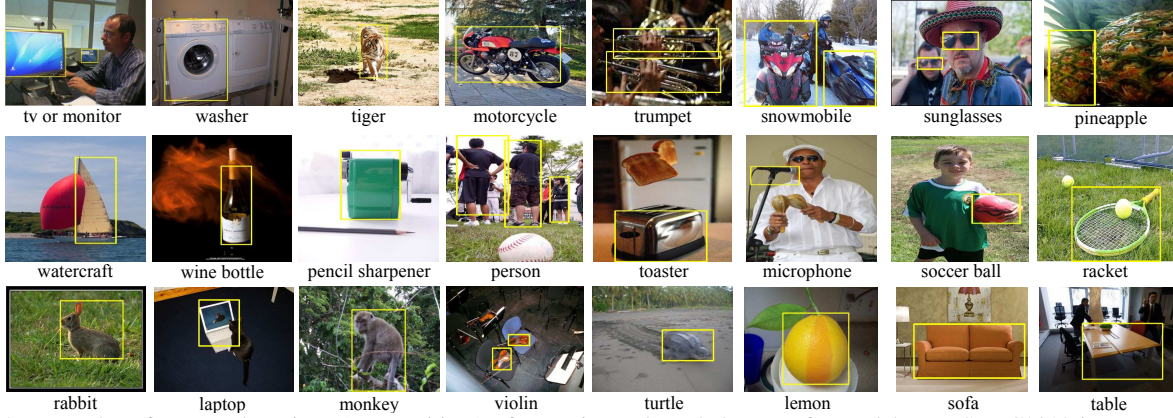 tv or monitor
washer
tiger
motorcycle
trumpet
snowmobile
sunglasses
pineapple
watercraft
wine bottle
pencil sharpener
person
toaster
microphone
soccer ball
racket
rabbit
laptop
monkey
violin
turtle
lemon
sofa
table